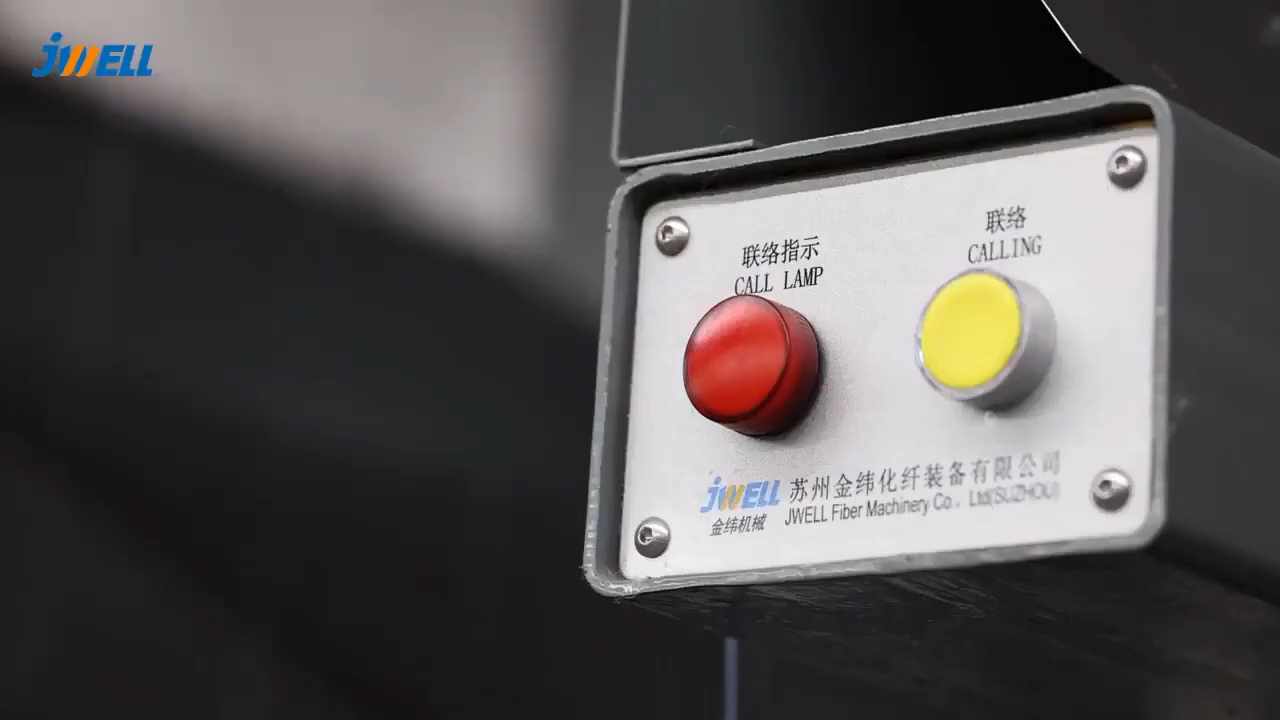 JWELL
联络指示
CALL LAMP
联络
CALLING
JWELL
金纬机械
苏州金纬化纤装备有限公司
JWELL Fiber Machinery Co., Ltd(SUZHOU)